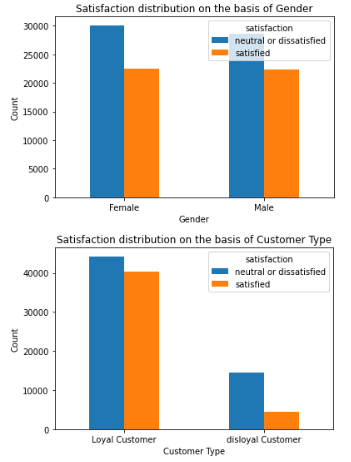 Satisfaction distribution on the basis of Gender
satisfaction
neutral or dissatisfied
satisfied
30000
25000
20000
15000
10000
5000
0
Count
Female
Male
Gender
Satisfaction distribution on the basis of Customer Type
satisfaction
neutral or dissatisfied
satisfied
40000
30000
20000
10000
0
Count
Loyal Customer
disloyal Customer
Customer Type